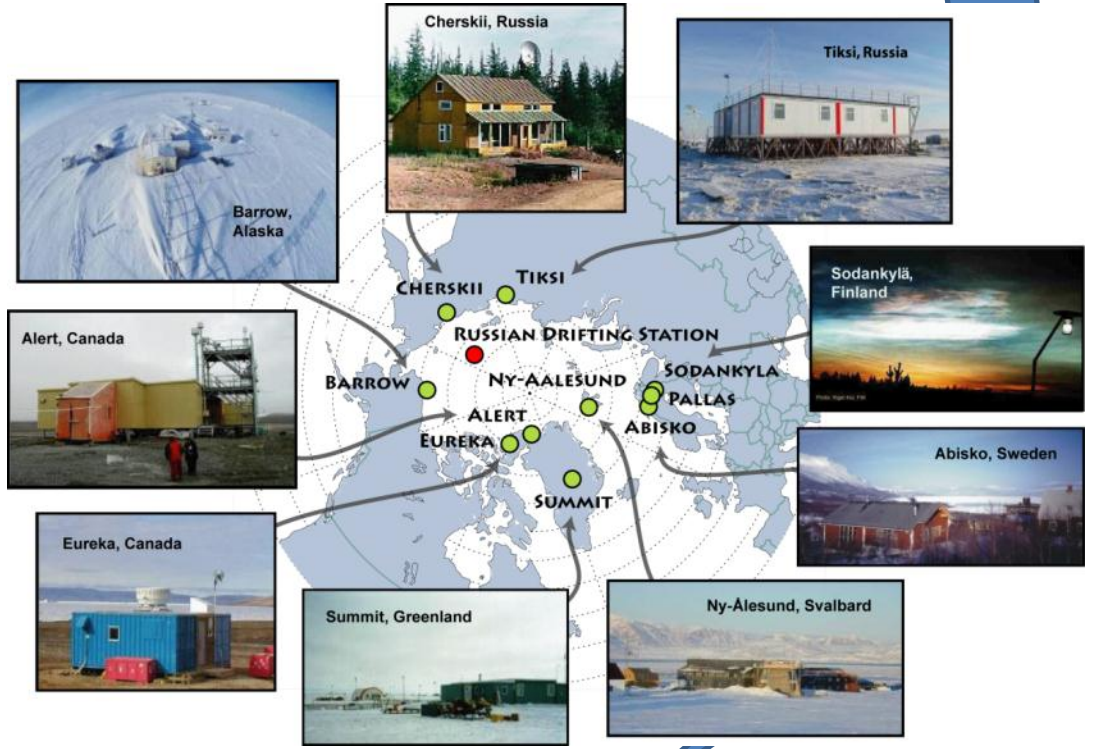 Cherskii, Russia
Tiksi, Russia
Barrow,
Alaska
Sodankylä,
Finland
CHERSKII
TIKSI
RUSSIAN DRIFTING STATION
Alert, Canada
BARROW
NY-AALESUND
SODANKYLA
PALLAS
ALERT
ABISKO
EUREKA
Abisko, Sweden
SUMMIT
Eureka, Canada
Summit, Greenland
Ny-Ålesund, Svalbard